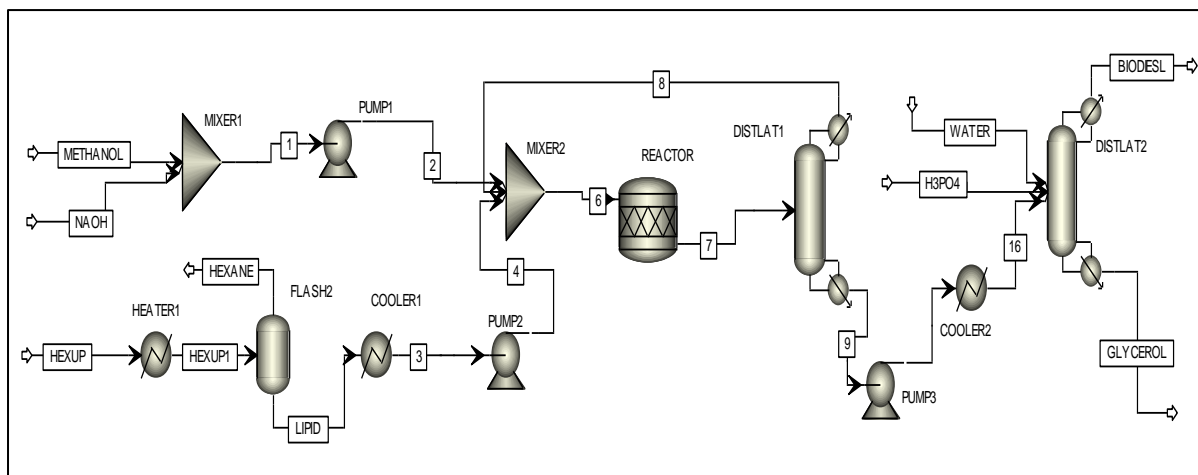 8
BIODESL
PUMP1
MIXER1
DISTLAT1
WATER
DISTLAT2
METHANOL
1
2
MIXER2
REACTOR
H3PO4
NAOH
6
7
16
4
HEXANE
FLASH2
COOLER1
HEATER1
PUMP2
COOLER2
HEXUP
HEXUP1
3
9
GLYCEROL
PUMP3
LIPID